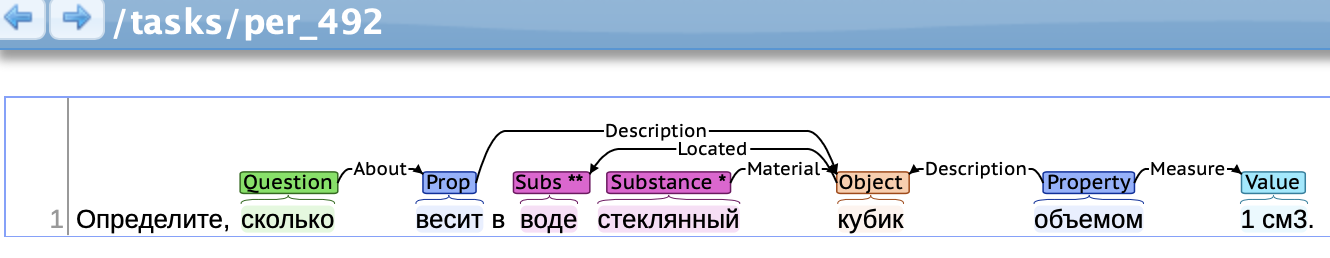 /tasks/per_492
Description
Located
About Material Description Measure
Question Prop Subs ** Substance * Object Property Value
1 Определите, сколько весит в воде стеклянный кубик объемом 1 см3.